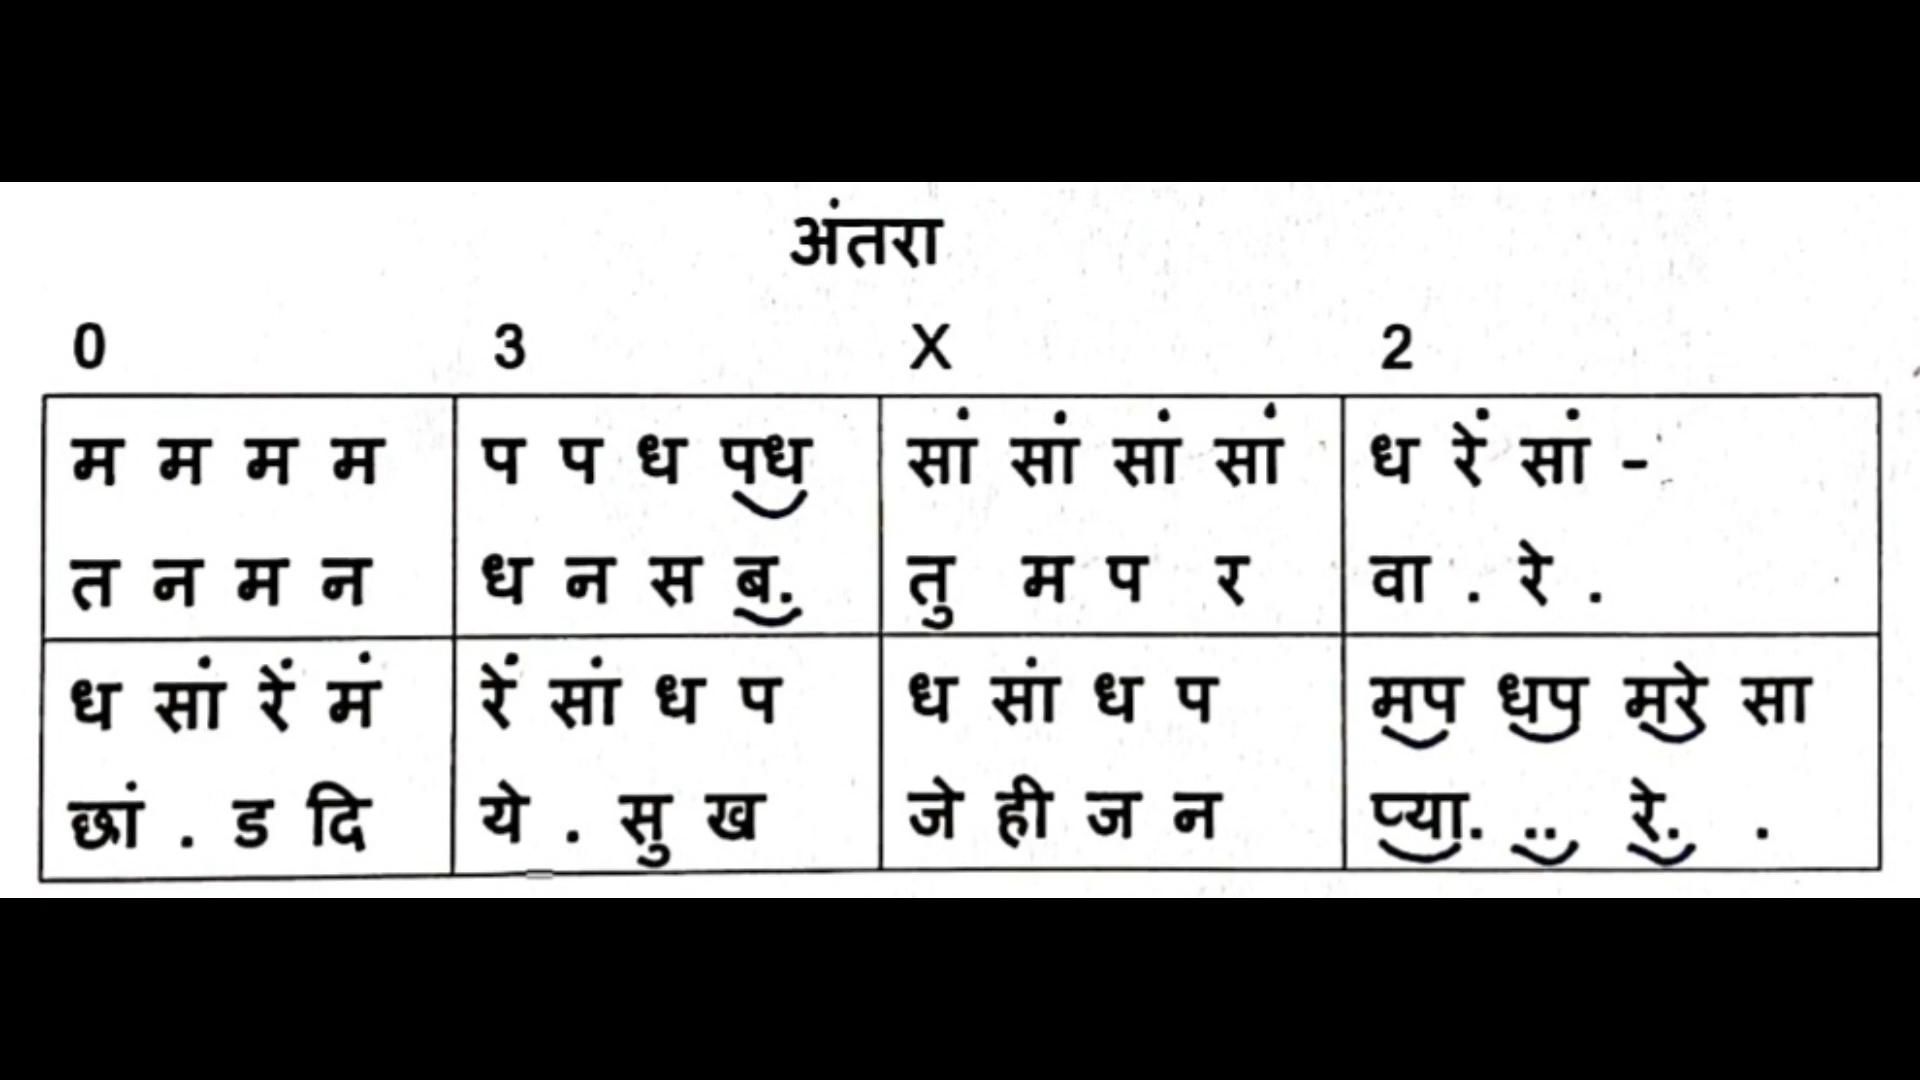 अंतरा
0 3 X 2
म म म म प प ध पध सां सां सां सां ध रें सां -
त न म न ध न स ब. तु म प र वा . रे .
ध सां रें मं रें सां ध प ध सां ध प मप धप मरे सा
छां . ड दि ये . सु ख जे ही ज न प्या. .. रे. .